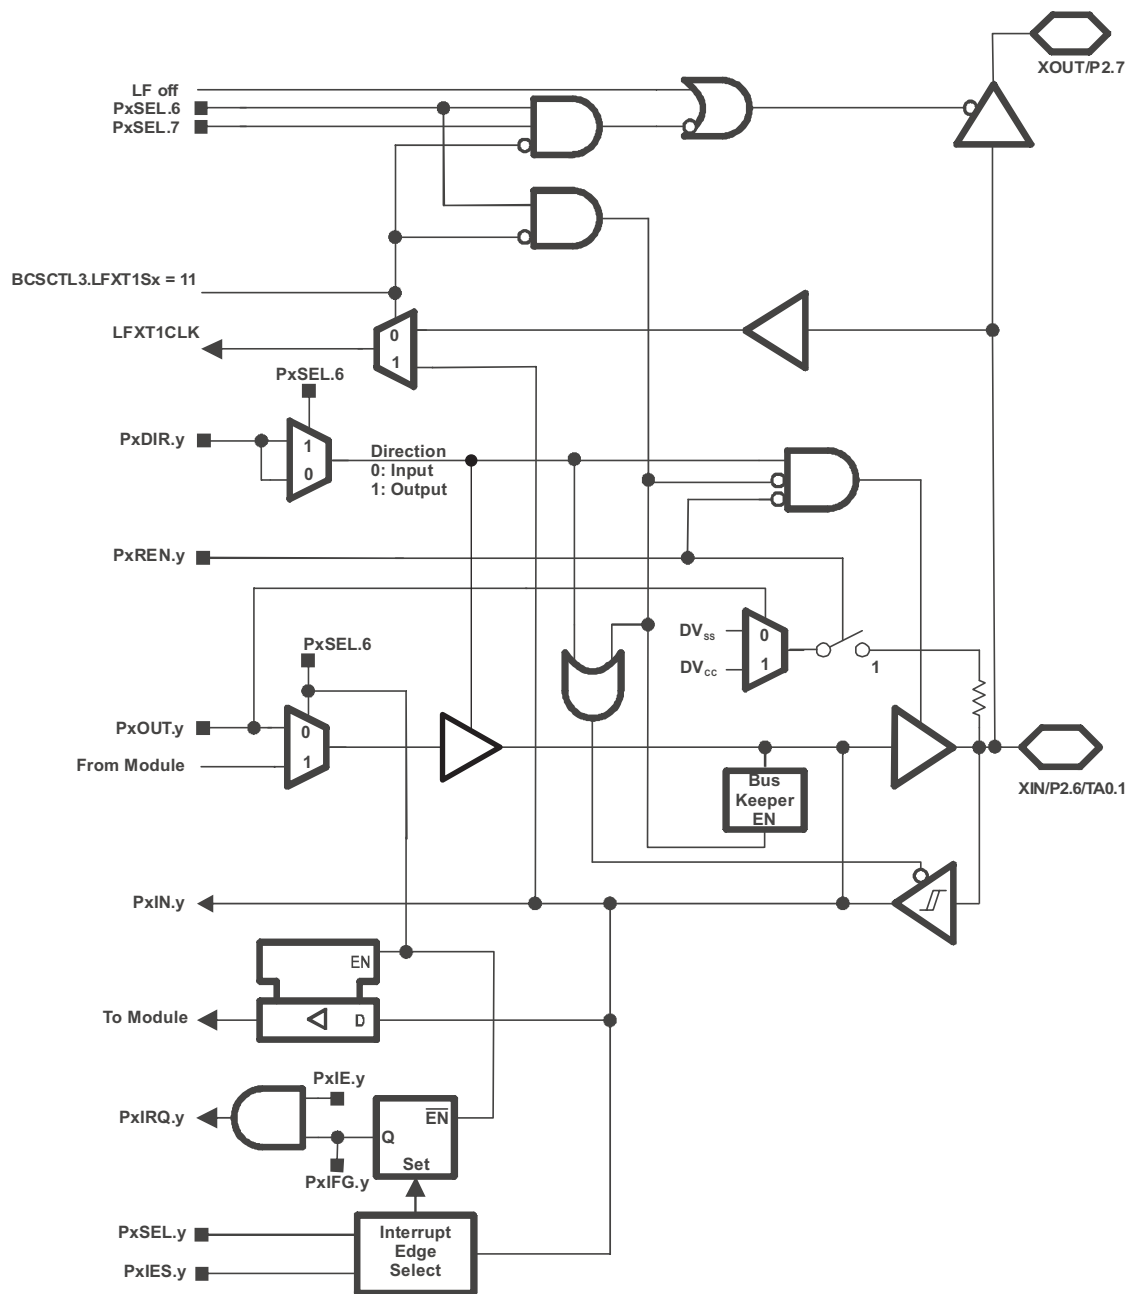 XOUT/P2.7
LF off
PxSEL.6
PxSEL.7
BCSCTL3.LFXT1Sx = 11
LFXT1CLK
0
1
PxSEL.6
PxDIR.y
1
0
Direction
0: Input
1: Output
PxREN.y
DVss
DVcc
0
1
1
PxSEL.6
PxOUT.y
From Module
0
1
Bus
Keeper
EN
XIN/P2.6/TA0.1
PxIN.y
EN
To Module
D
PxIE.y
PxIRQ.y
EN
Q
Set
PxIFG.y
PxSEL.y
PxIES.y
Interrupt
Edge
Select